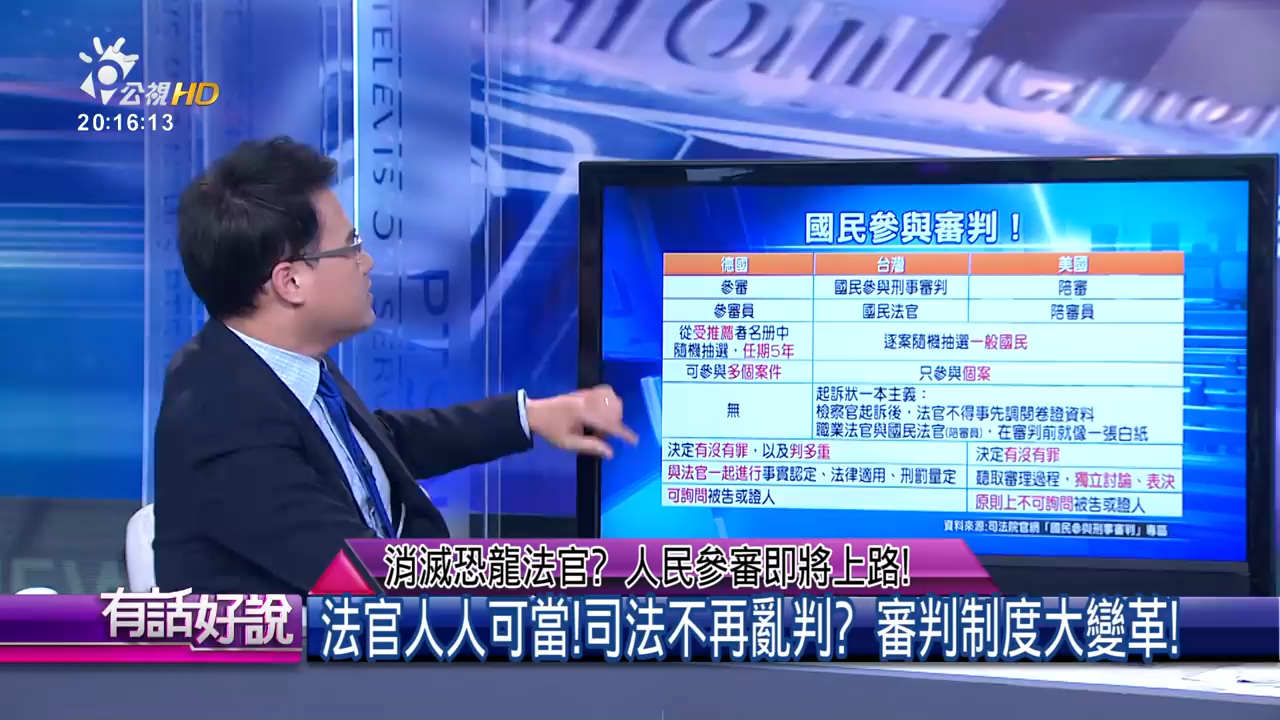 公視HD
20:16:13
TELEVIS
國民參與審判！
德國 台灣 美國
參審 國民參與刑事審判 陪審
參審員 國民法官 陪審員
從受推薦者名冊中
隨機抽選，任期5年
逐案隨機抽選一般國民
可參與多個案件 只參與個案
無
起訴狀一本主義：
檢察官起訴後，法官不得事先調閱卷證資料
職業法官與國民法官(陪審員)，在審判前就像一張白紙
決定有沒有罪，以及判多重 決定有沒有罪
與法官一起進行事實認定、法律適用、刑罰量定 聽取審理過程，獨立討論、表決
可詢問被告或證人 原則上不可詢問被告或證人
資料來源:司法院官網「國民參與刑事審判」專區
消滅恐龍法官? 人民參審即將上路!
有話好說
法官人人可當!司法不再亂判? 審判制度大變革!